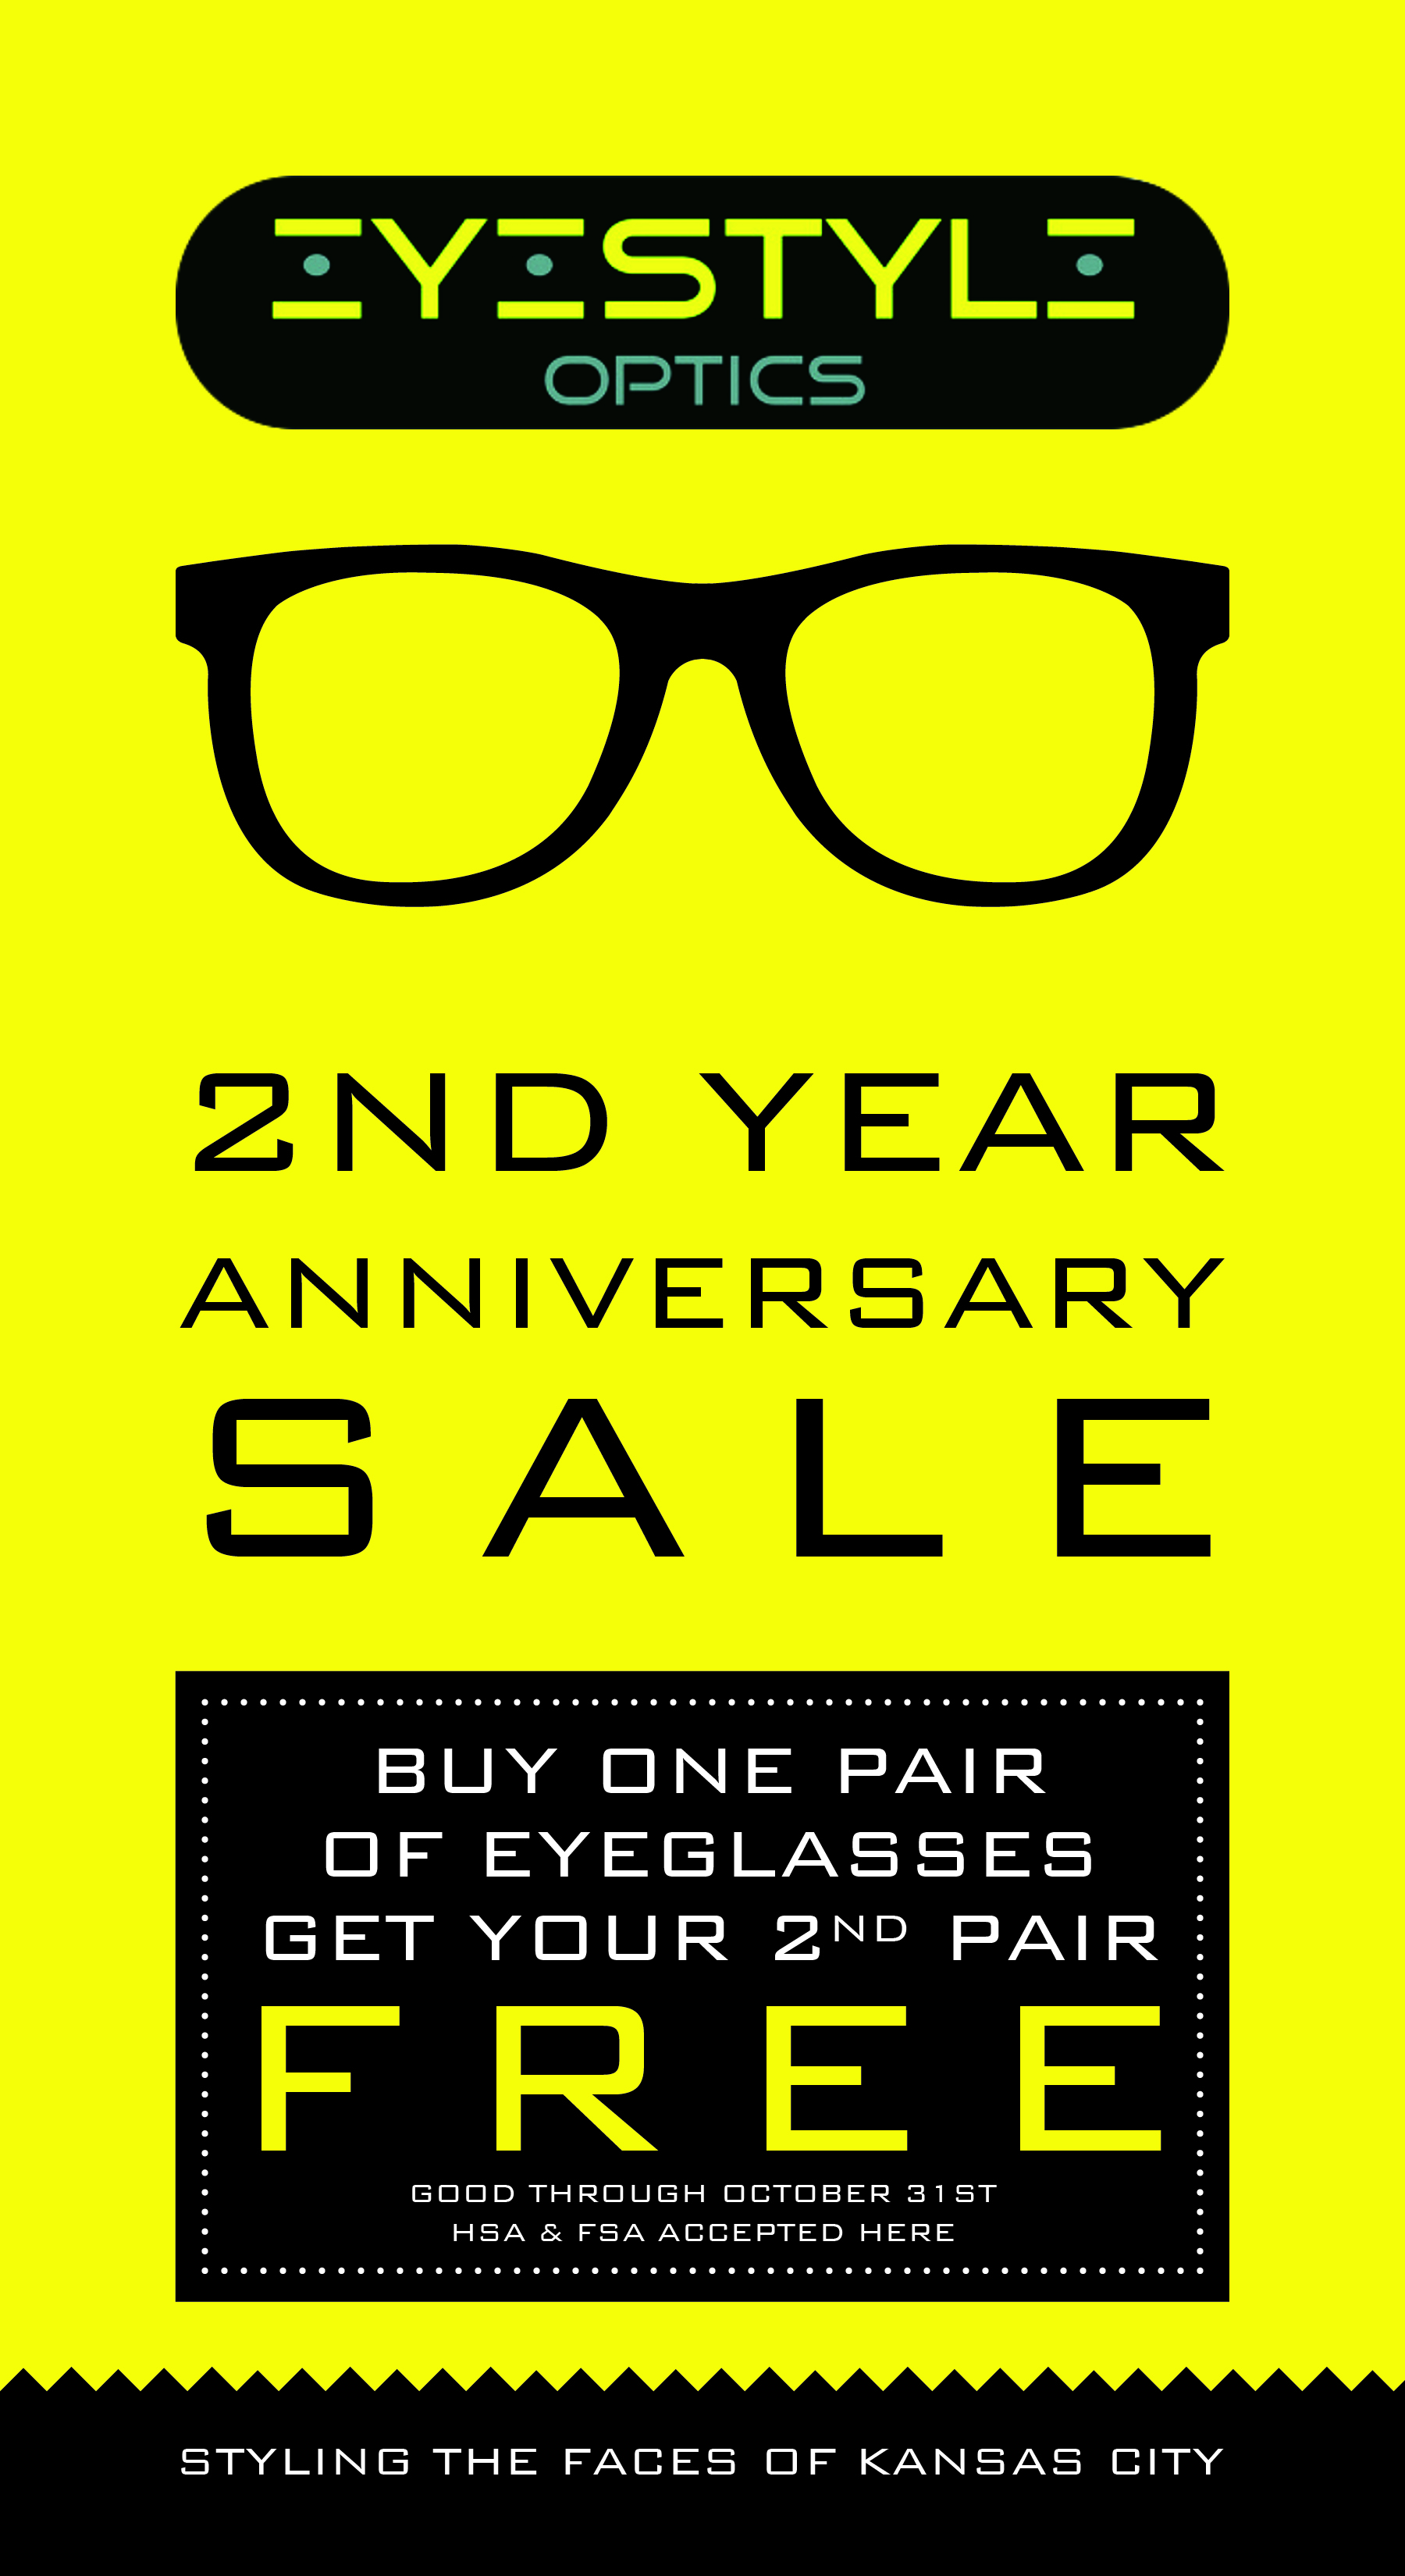 EYESTYLE
OPTICS
2ND YEAR
ANNIVERSARY
SALE
BUY ONE PAIR
OF EYEGLASSES
GET YOUR 2ND PAIR
FREE
GOOD THROUGH OCTOBER 31ST
HSA & FSA ACCEPTED HERE
STYLING THE FACES OF KANSAS CITY